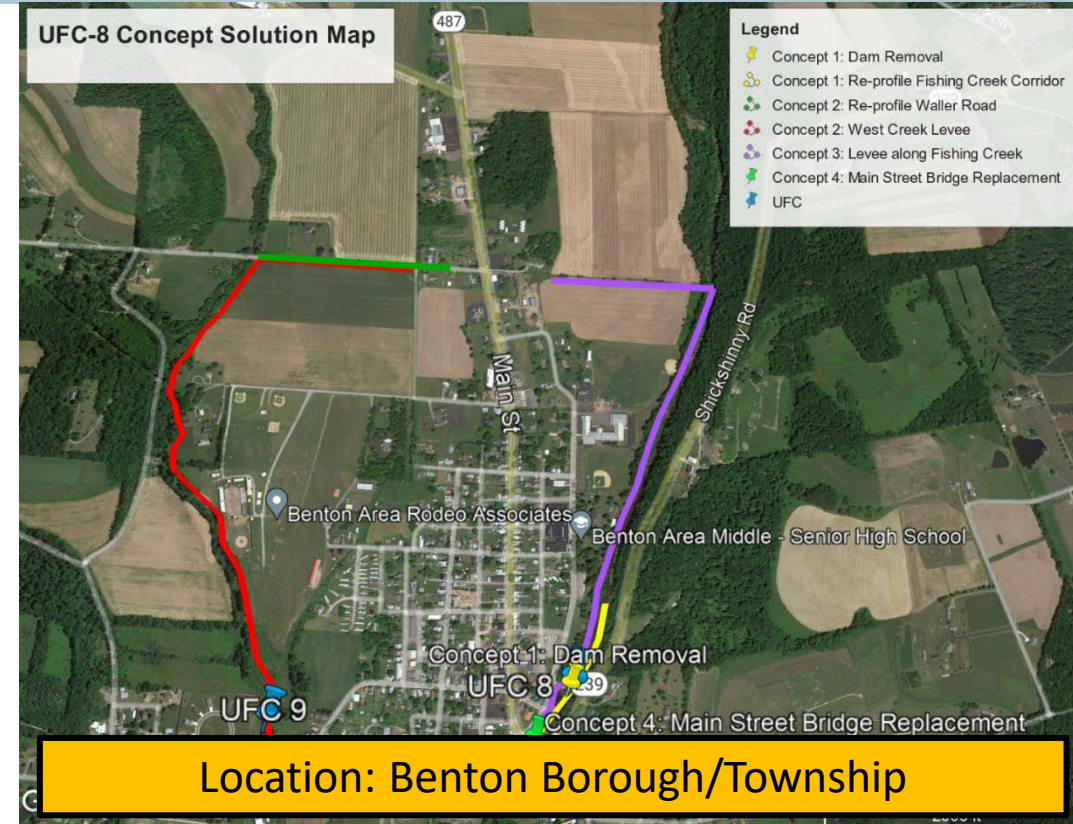 UFC-8 Concept Solution Map
487
Legend
Concept 1: Dam Removal
Concept 1: Re-profile Fishing Creek Corridor
Concept 2: Re-profile Waller Road
Concept 2: West Creek Levee
Concept 3: Levee along Fishing Creek
Concept 4: Main Street Bridge Replacement
UFC
Shickshinny Rd
Main St
Benton Area Rodeo Associates
Benton Area Middle - Senior High School
Concept 1: Dam Removal
UFC 8
239
UFC 9
Concept 4: Main Street Bridge Replacement
Location: Benton Borough/Township